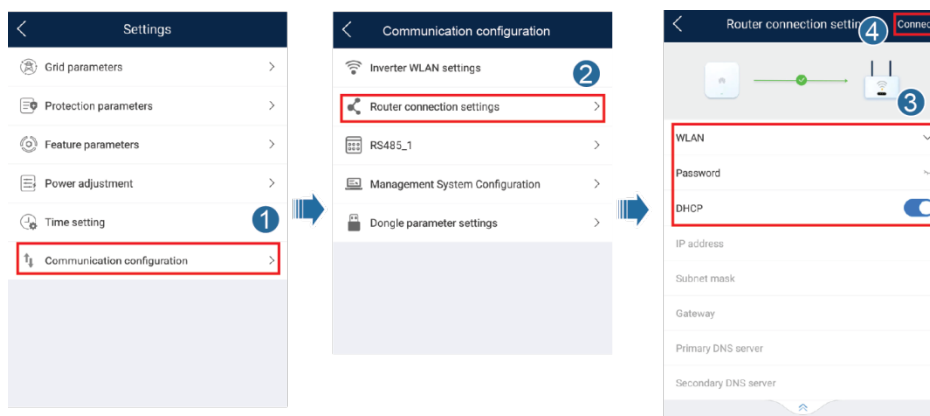 Settings
Grid parameters
Protection parameters
Feature parameters
Power adjustment
Time setting
1
Communication configuration
Communication configuration
Inverter WLAN settings
2
Router connection settings
RS485_1
Management System Configuration
Dongle parameter settings
Router connection settin
4
Connec
3
WLAN
Password
DHCP
IP address
Subnet mask
Gateway
Primary DNS server
Secondary DNS server